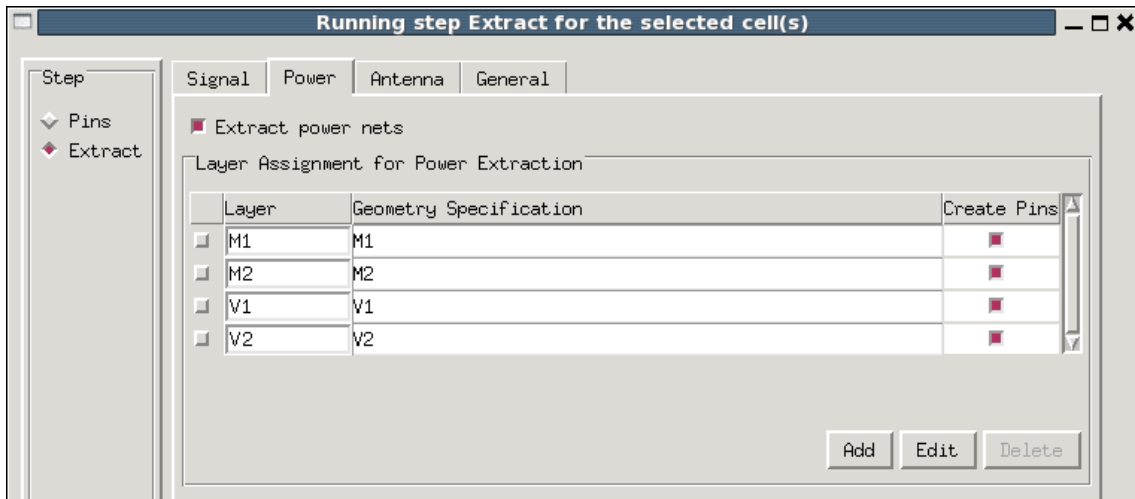 Running step Extract for the selected cell(s)
Step
Pins
Extract
Signal Power Antenna General
Extract power nets
Layer Assignment for Power Extraction
Layer Geometry Specification Create Pins
M1 M1
M2 M2
V1 V1
V2 V2
Add Edit Delete